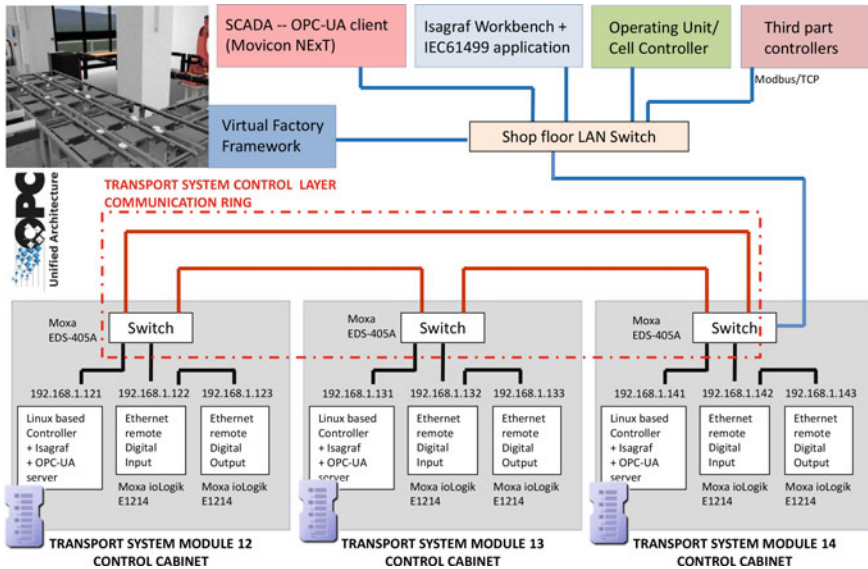 SCADA -- OPC-UA client
(Movicon NExT)
Isagraf Workbench +
IEC61499 application
Operating Unit/
Cell Controller
Third part
controllers
Modbus/TCP
Virtual Factory
Framework
Shop floor LAN Switch
OPC
Unified Architecture
TRANSPORT SYSTEM CONTROL LAYER
COMMUNICATION RING
Moxa
EDS-405A
Switch
Moxa
EDS-405A
Switch
Moxa
EDS-405A
Switch
192.168.1.121
192.168.1.122
192.168.1.123
192.168.1.131
192.168.1.132
192.168.1.133
192.168.1.141
192.168.1.142
192.168.1.143
Linux based
Controller
+ Isagraf
+ OPC-UA
server
Ethernet
remote
Digital
Input
Ethernet
remote
Digital
Output
Moxa ioLogik
E1214
Moxa ioLogik
E1214
Linux based
Controller
+ Isagraf
+ OPC-UA
server
Ethernet
remote
Digital
Input
Ethernet
remote
Digital
Output
Moxa ioLogik
E1214
Moxa ioLogik
E1214
Linux based
Controller
+ Isagraf
+ OPC-UA
server
Ethernet
remote
Digital
Input
Ethernet
remote
Digital
Output
Moxa ioLogik
E1214
Moxa ioLogik
E1214
TRANSPORT SYSTEM MODULE 12
CONTROL CABINET
TRANSPORT SYSTEM MODULE 13
CONTROL CABINET
TRANSPORT SYSTEM MODULE 14
CONTROL CABINET